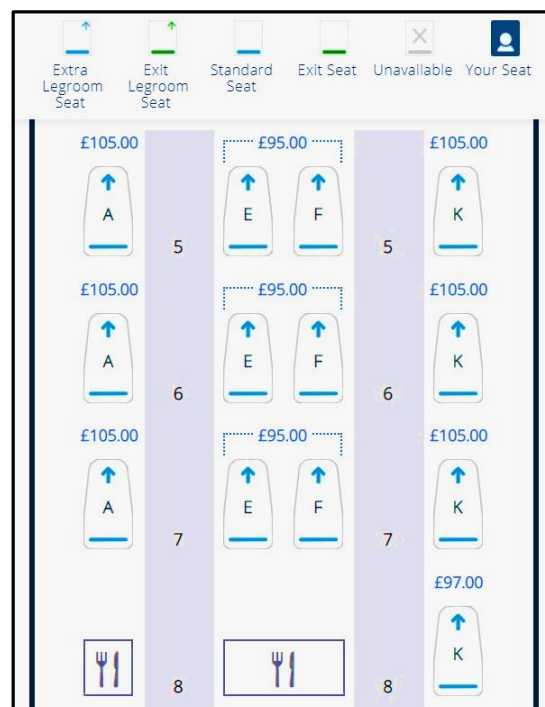 Extra Legroom Seat
Exit Legroom Seat
Standard Seat
Exit Seat
Unavailable
Your Seat
£105.00 £95.00 £105.00
A E F K
5 5
£105.00 £95.00 £105.00
A E F K
6 6
£105.00 £95.00 £105.00
A E F K
7 7
£97.00
K
8 8